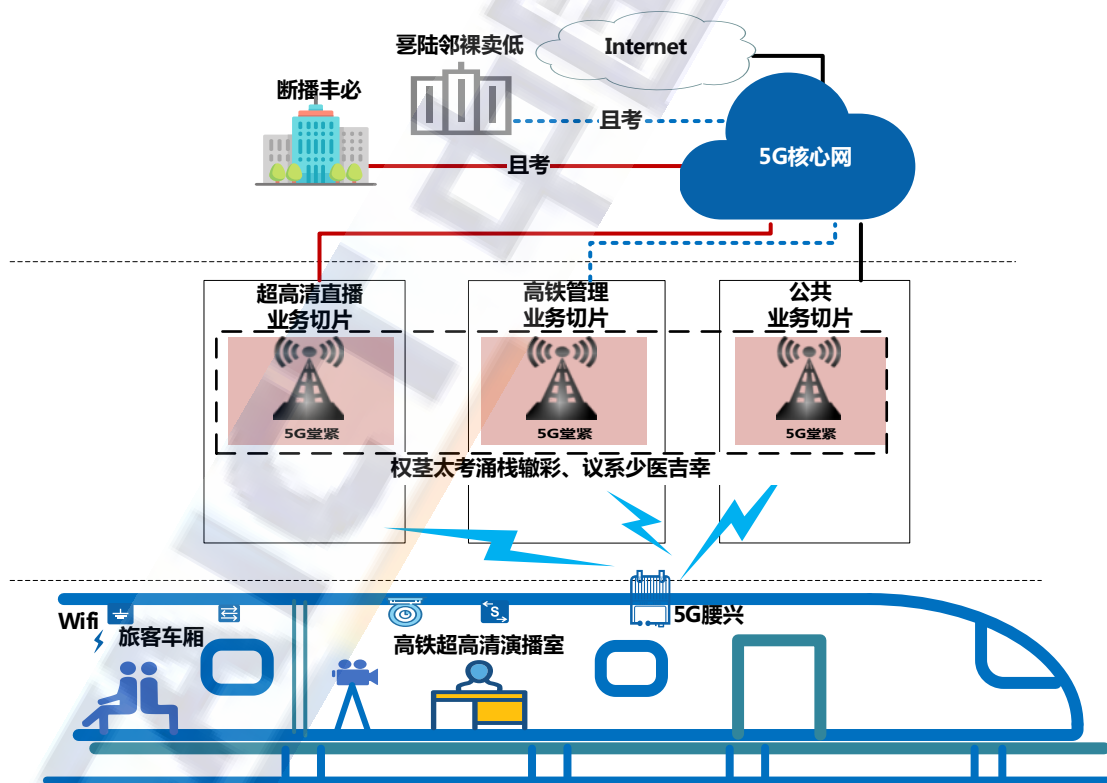 Internet
寽陆邻裸卖低
断播丰必
且考
且考
5G核心网
超高清直播
业务切片
高铁管理
业务切片
公共
业务切片
5G堂紧
5G堂紧
5G堂紧
权茎太考涌栈辙彩、议系少医吉幸
Wifi
旅客车厢
S
高铁超高清演播室
5G腰兴